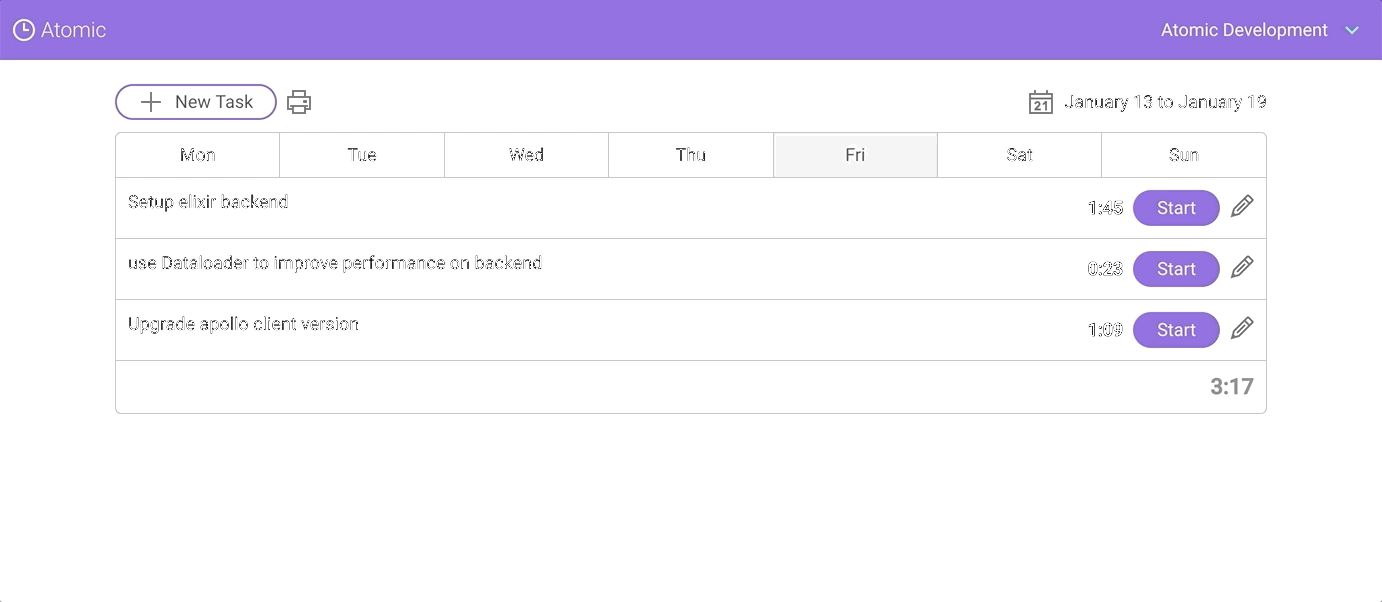 Atomic
Atomic Development
New Task
January 13 to January 19
21
Mon Tue Wed Thu Fri Sat Sun
Setup elixir backend 1:45 Start
use Dataloader to improve performance on backend 0:23 Start
Upgrade apollo client version 1:09 Start
3:17